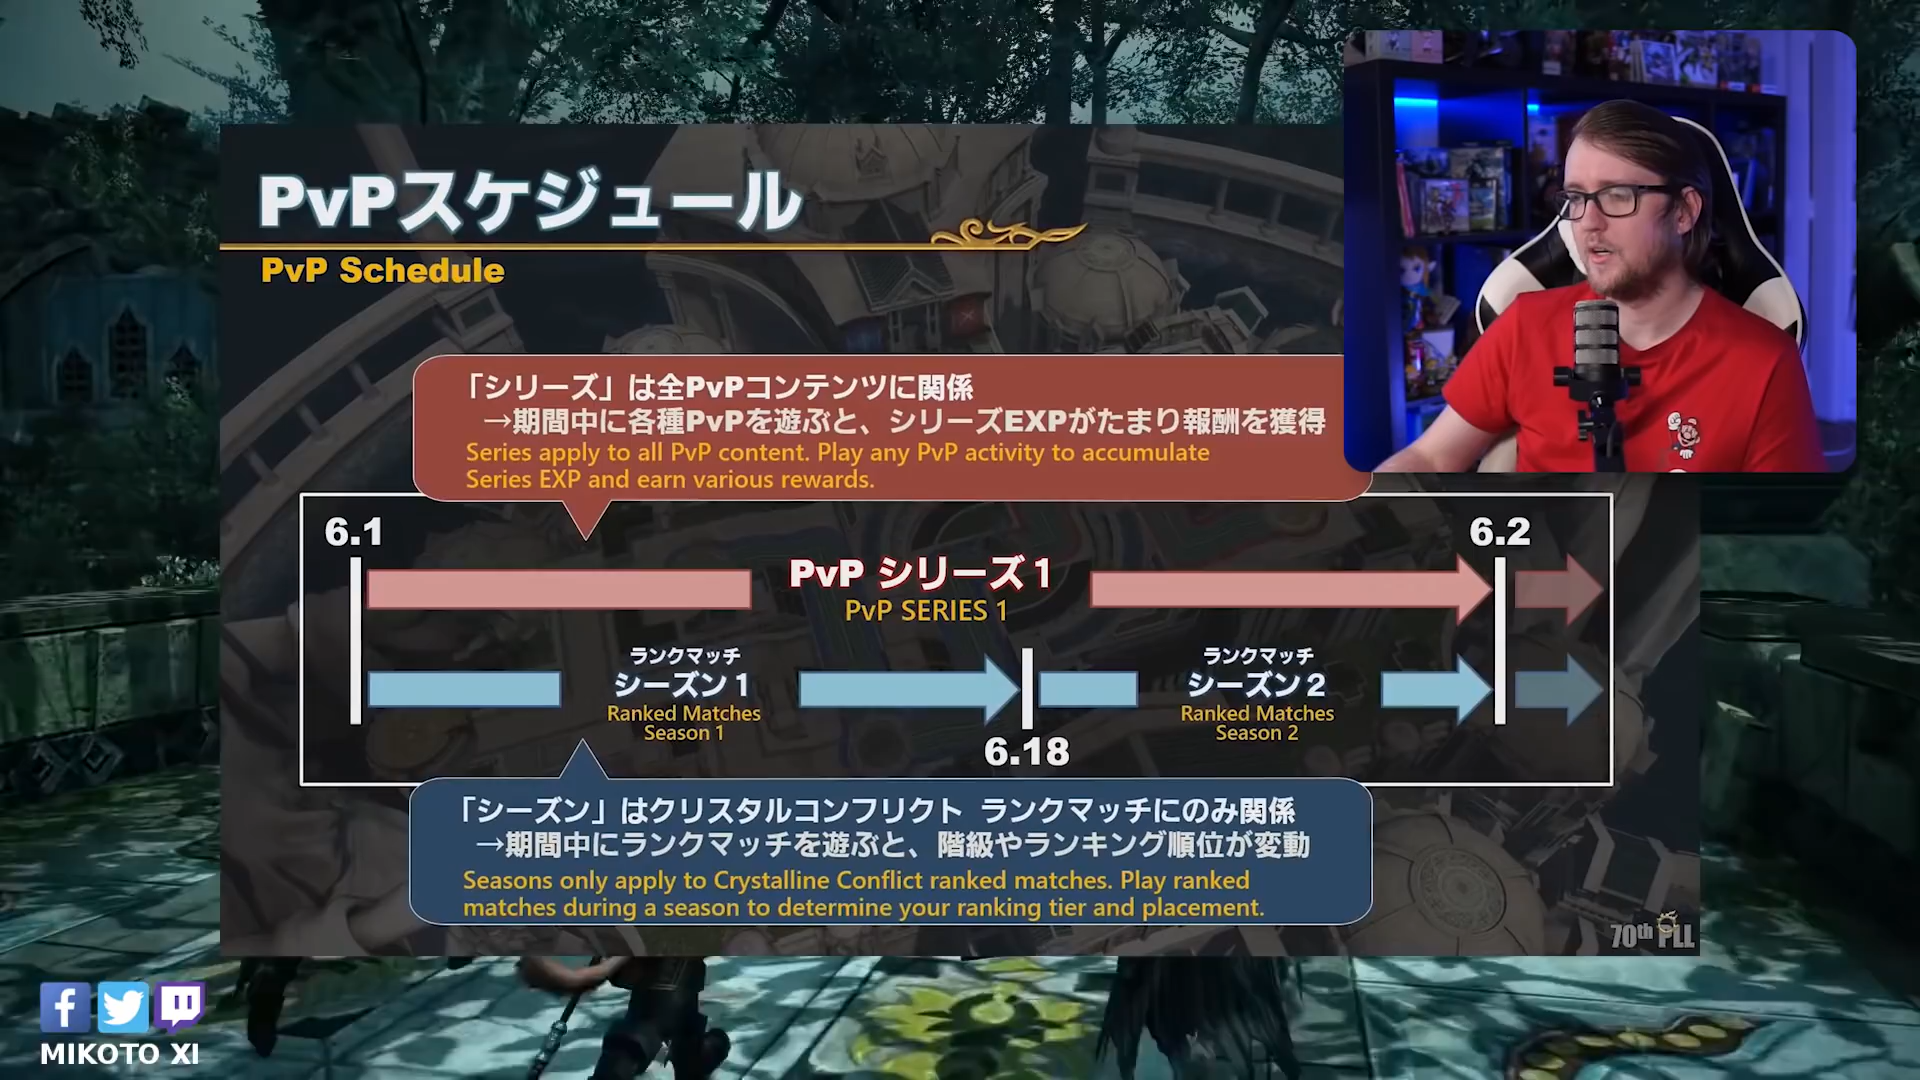 PvPスケジュール
PvP Schedule
「シリーズ」は全PvPコンテンツに関係
→期間中に各種PvPを遊ぶと、シリーズEXPがたまり報酬を獲得
Series apply to all PvP content. Play any PvP activity to accumulate
Series EXP and earn various rewards.
6.1
6.2
PvP シリーズ1
PvP SERIES 1
ランクマッチ
シーズン1
Ranked Matches
Season 1
ランクマッチ
シーズン2
Ranked Matches
Season 2
6.18
「シーズン」はクリスタルコンフリクト ランクマッチにのみ関係
→期間中にランクマッチを遊ぶと、階級やランキング順位が変動
Seasons only apply to Crystalline Conflict ranked matches. Play ranked
matches during a season to determine your ranking tier and placement.
70th PLL
MIKOTO XI